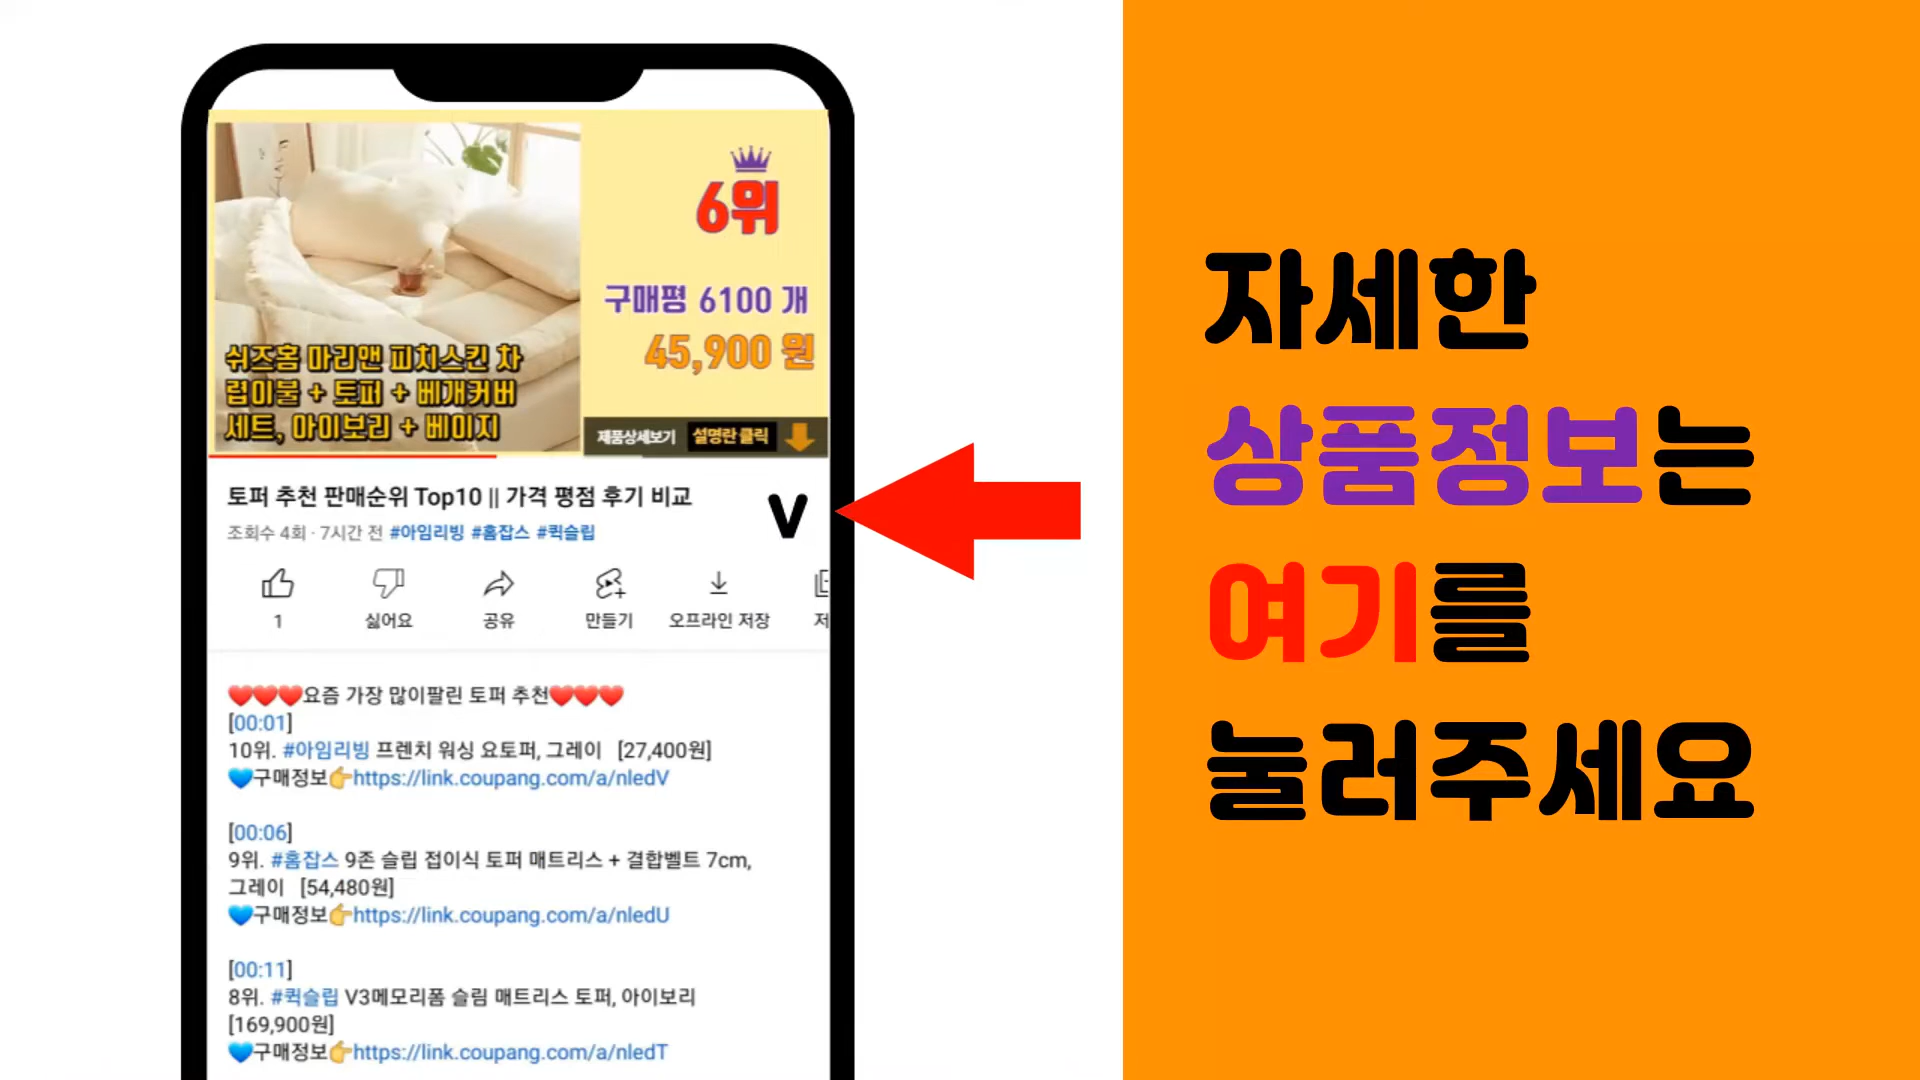 6위
구매평 6100 개
45,900 원
쉬즈홈 마리앤 피치스킨 차
렵이불 + 토퍼 + 베개커버
세트, 아이보리 + 베이지
제품상세보기 설명란 클릭
토퍼 추천 판매순위 Top10 || 가격 평점 후기 비교
V
조회수 4회 · 7시간 전 #아임리빙 #홈잡스 #퀵슬립
1 싫어요 공유 만들기 오프라인 저장 저
❤️❤️❤️요즘 가장 많이팔린 토퍼 추천❤️❤️❤️
[00:01]
10위. #아임리빙 프렌치 워싱 요토퍼, 그레이 [27,400원]
💙구매정보👉https://link.coupang.com/a/nledV
[00:06]
9위. #홈잡스 9존 슬립 접이식 토퍼 매트리스 + 결합벨트 7cm,
그레이 [54,480원]
💙구매정보👉https://link.coupang.com/a/nledU
[00:11]
8위. #퀵슬립 V3메모리폼 슬림 매트리스 토퍼, 아이보리
[169,900원]
💙구매정보👉https://link.coupang.com/a/nledT
자세한
상품정보는
여기를
눌러주세요